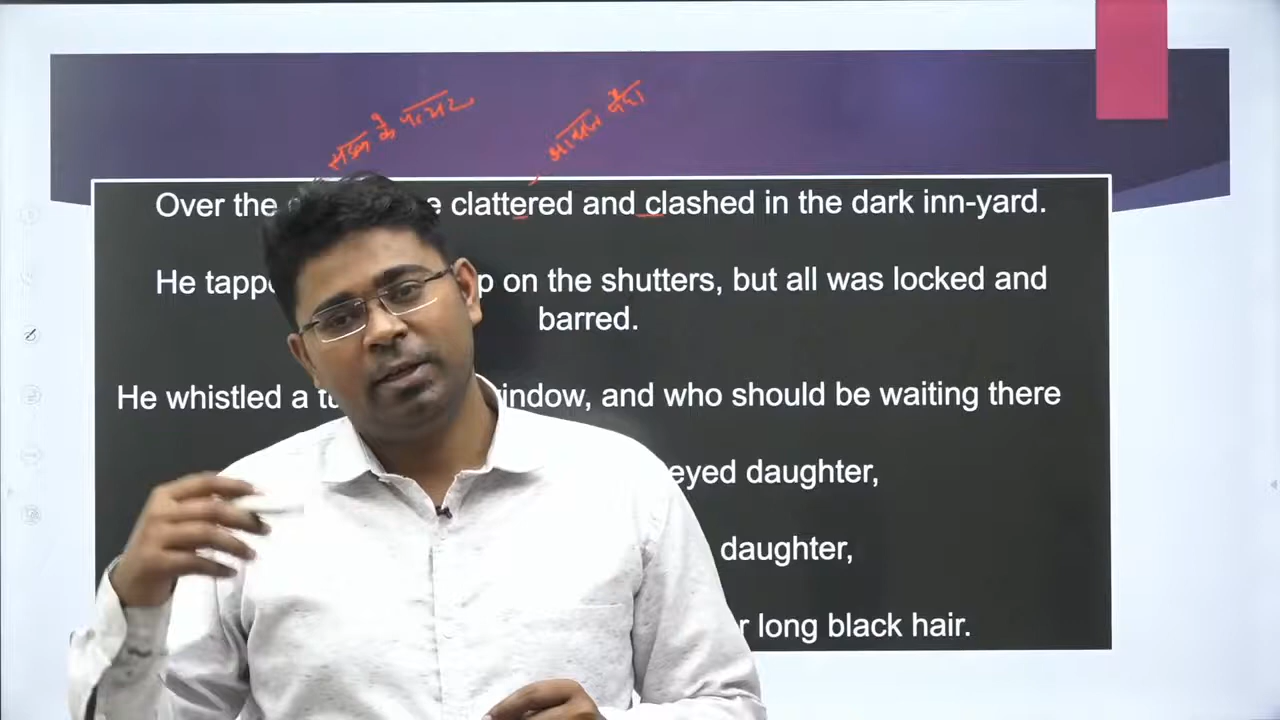 सड़क के पत्थर
आवाज पैदा
Over the e clattered and clashed in the dark inn-yard.
He tapp p on the shutters, but all was locked and
barred.
He whistled a tu indow, and who should be waiting there
eyed daughter,
daughter,
r long black hair.